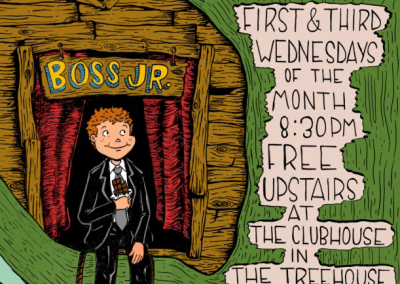 BOSS JR.
FIRST & THIRD
WEDNESDAYS
OF THE
MONTH
8:30PM
FREE
UPSTAIRS
AT
THE CLUBHOUSE
IN
THE TREEHOUSE